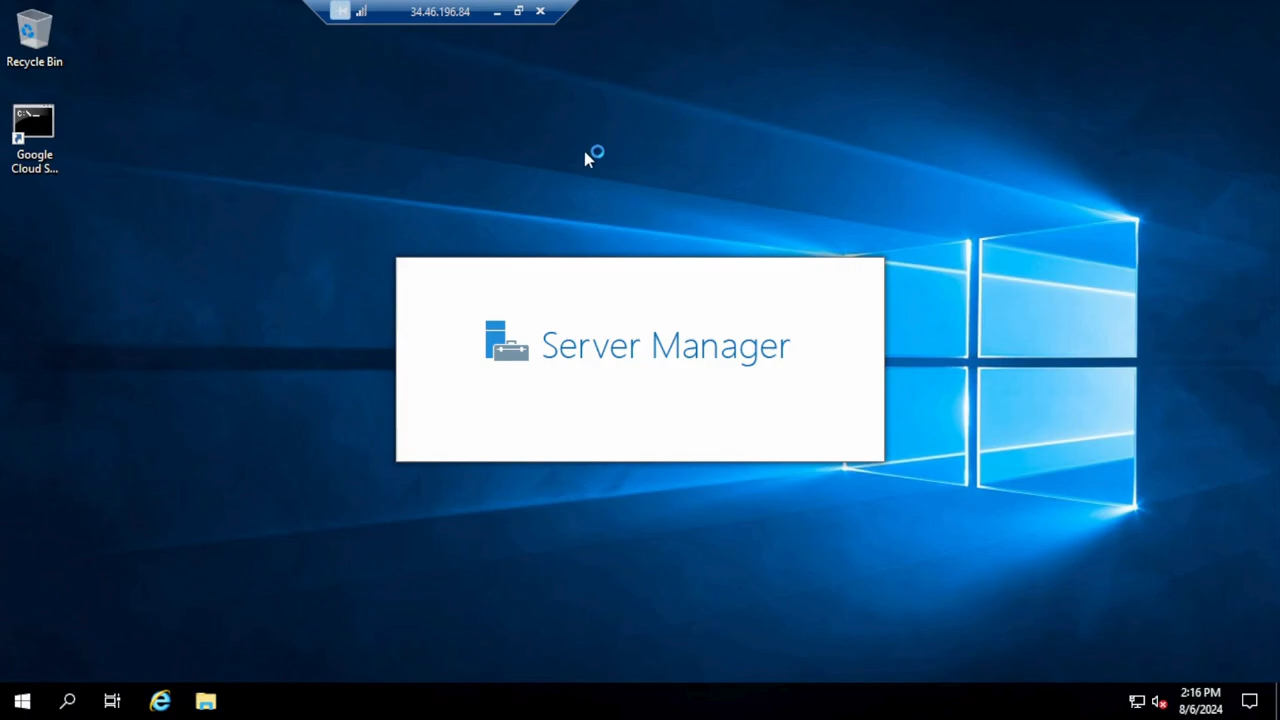 34.46.196.84
Recycle Bin
C:\
Google
Cloud S...
Server Manager
2:16 PM
8/6/2024